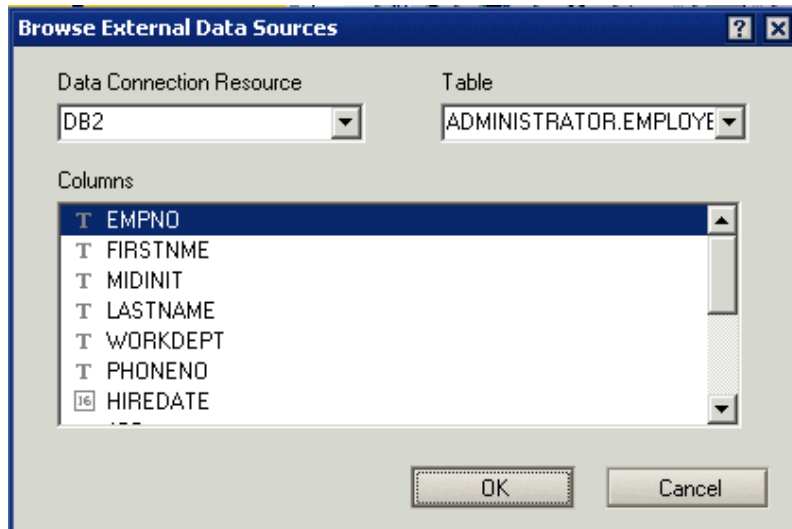 Browse External Data Sources
Data Connection Resource Table
DB2 ADMINISTRATOR.EMPLOYE
Columns
T EMPNO
T FIRSTNME
T MIDINIT
T LASTNAME
T WORKDEPT
T PHONENO
16 HIREDATE
OK Cancel